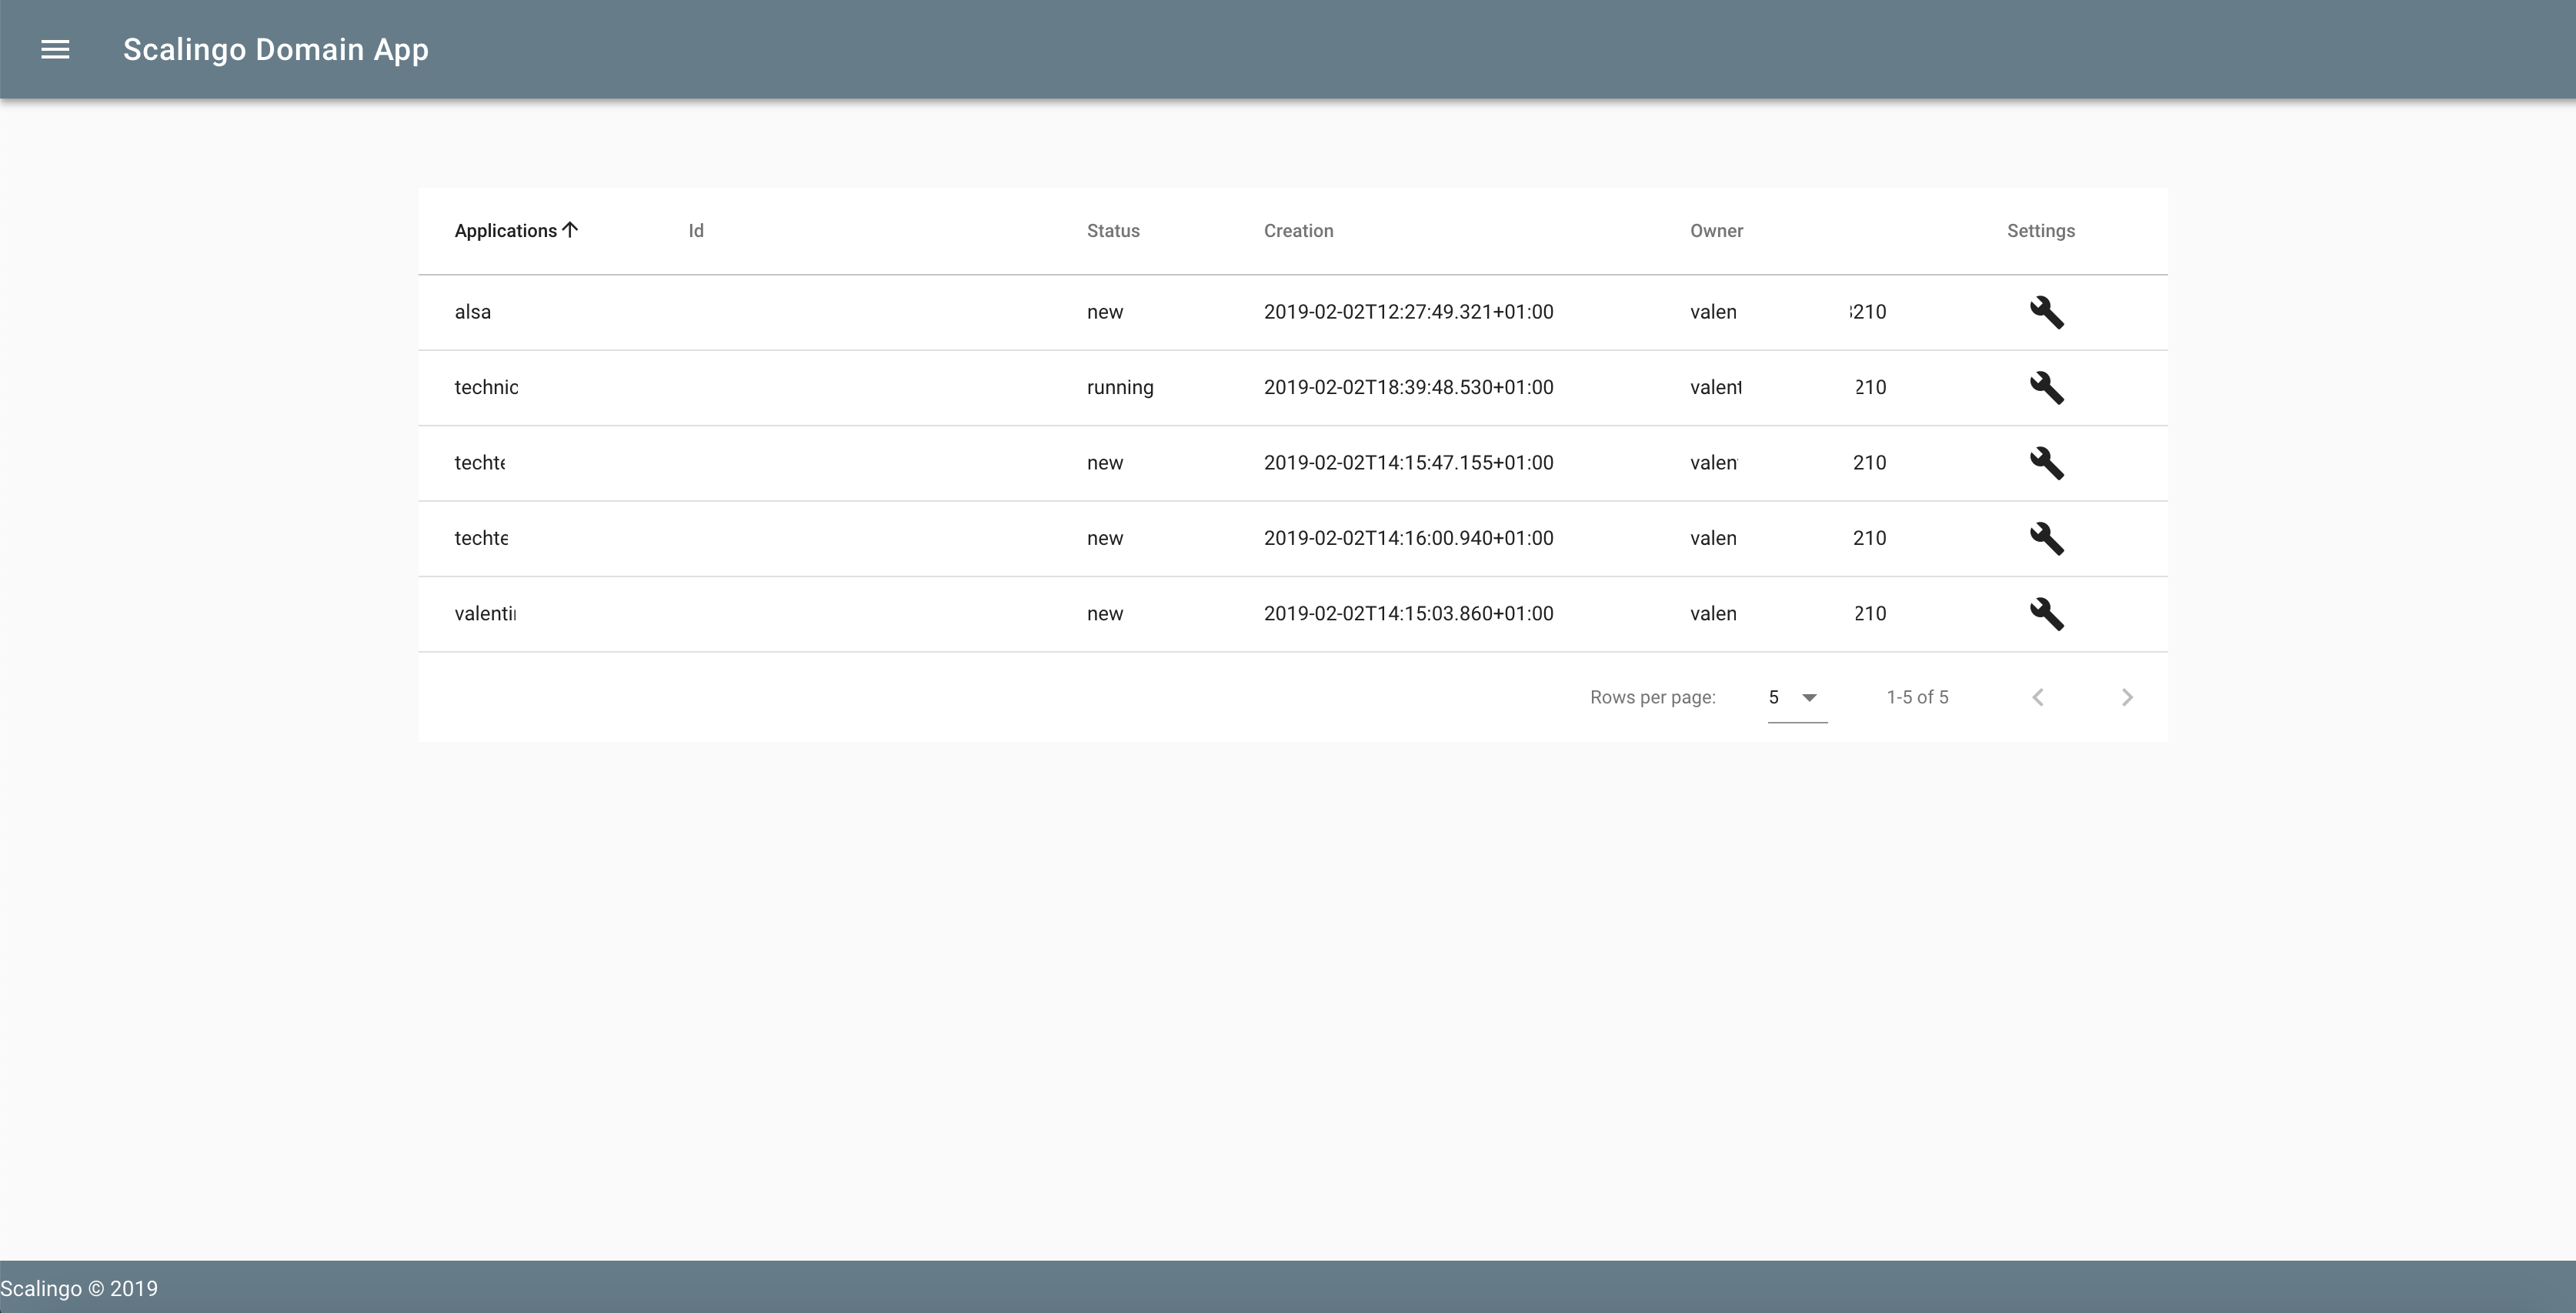 Scalingo Domain App
Applications Id Status Creation Owner Settings
alsa new 2019-02-02T12:27:49.321+01:00 valen 210
technic running 2019-02-02T18:39:48.530+01:00 valent 210
techte new 2019-02-02T14:15:47.155+01:00 valen 210
techte new 2019-02-02T14:16:00.940+01:00 valen 210
valenti new 2019-02-02T14:15:03.860+01:00 valen 210
Rows per page: 5 1-5 of 5
Scalingo © 2019